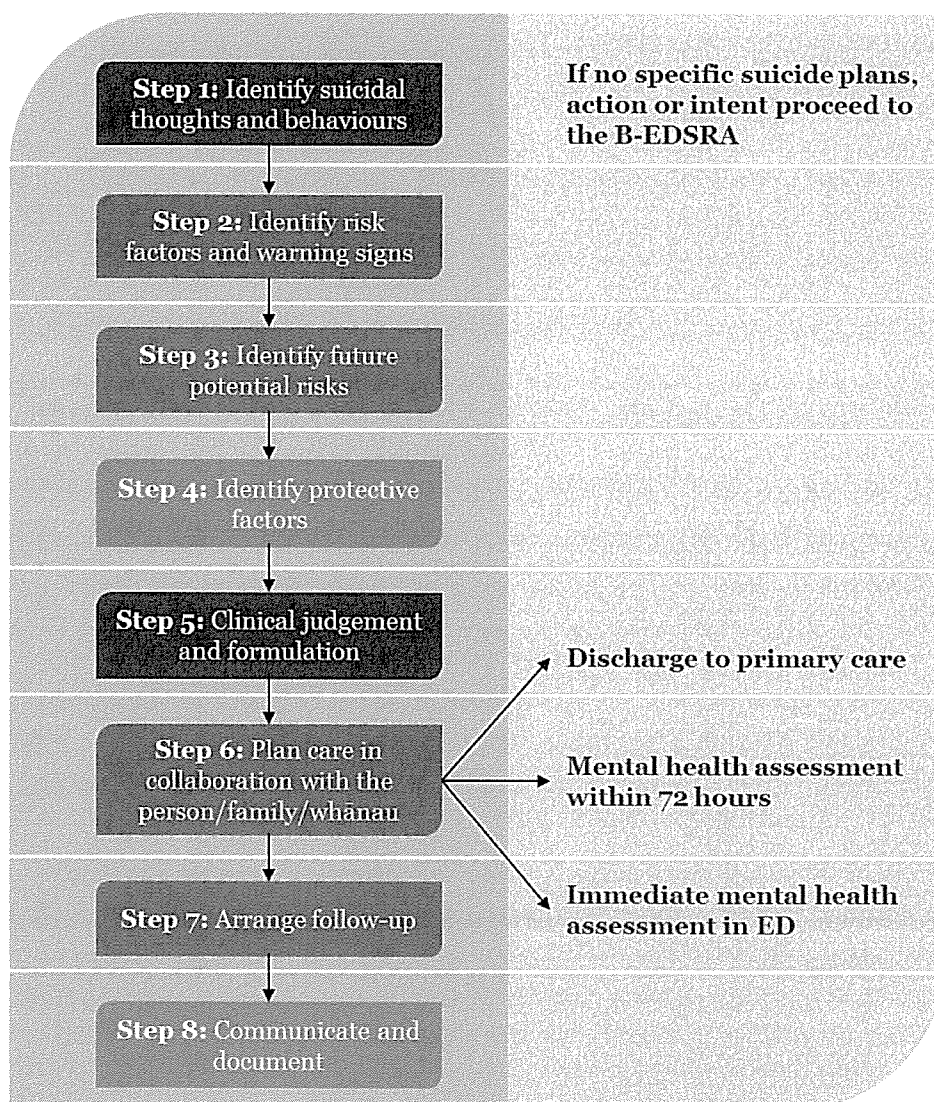 Step 1: Identify suicidal
thoughts and behaviours
If no specific suicide plans,
action or intent proceed to
the B-EDSRA
Step 2: Identify risk
factors and warning signs
Step 3: Identify future
potential risks
Step 4: Identify protective
factors
Step 5: Clinical judgement
and formulation
Step 6: Plan care in
collaboration with the
person/family/whānau
Discharge to primary care
Mental health assessment
within 72 hours
Immediate mental health
assessment in ED
Step 7: Arrange follow-up
Step 8: Communicate and
document